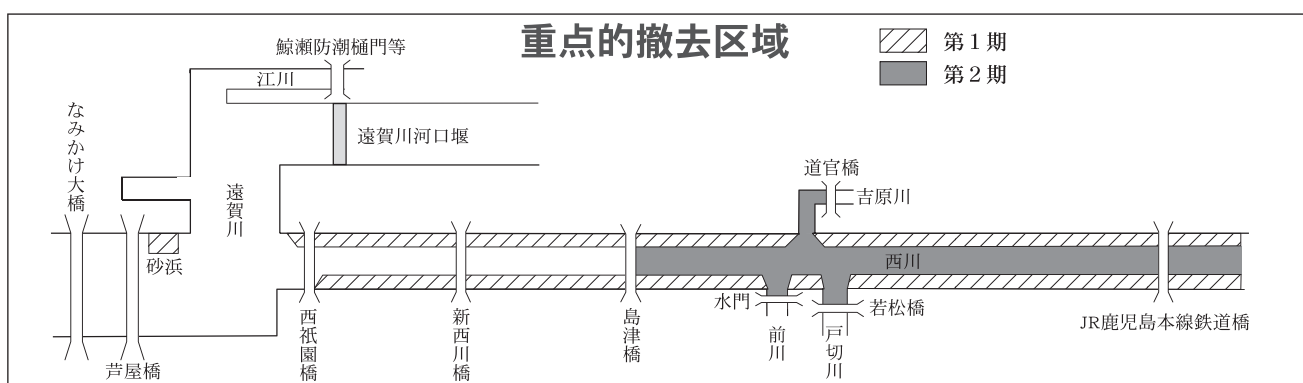 重点的撤去区域
第1期
第2期
鯨瀬防潮樋門等
江川
遠賀川河口堰
なみかけ大橋
遠賀川
砂浜
芦屋橋
西祇園橋
新西川橋
島津橋
道官橋
吉原川
西川
水門
前川
戸切川
若松橋
JR鹿児島本線鉄道橋